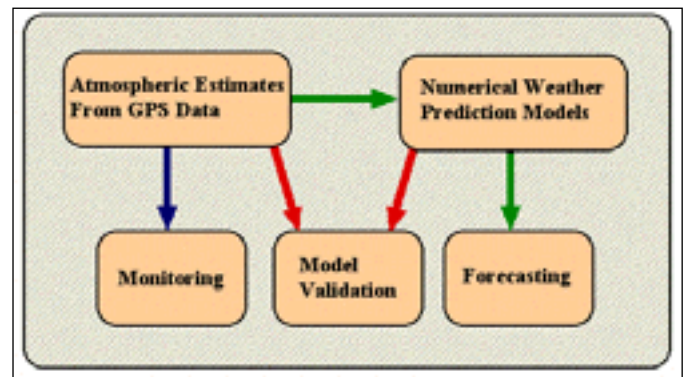 Atmospheric Estimates
From GPS Data
Numerical Weather
Prediction Models
Monitoring
Model
Validation
Forecasting